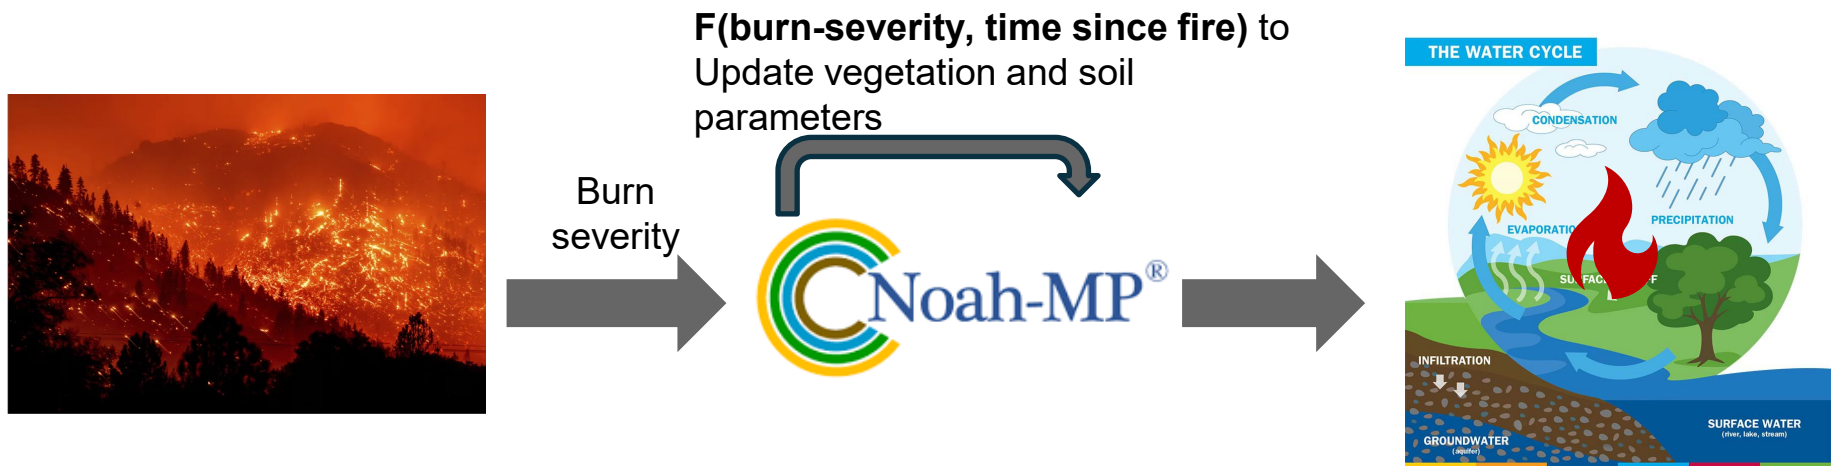 F(burn-severity, time since fire) to
Update vegetation and soil
parameters
Burn
severity
Noah-MP®
THE WATER CYCLE
CONDENSATION
PRECIPITATION
INFILTRATION
GROUNDWATER
(aquifer)
SURFACE WATER
(river, lake, stream)